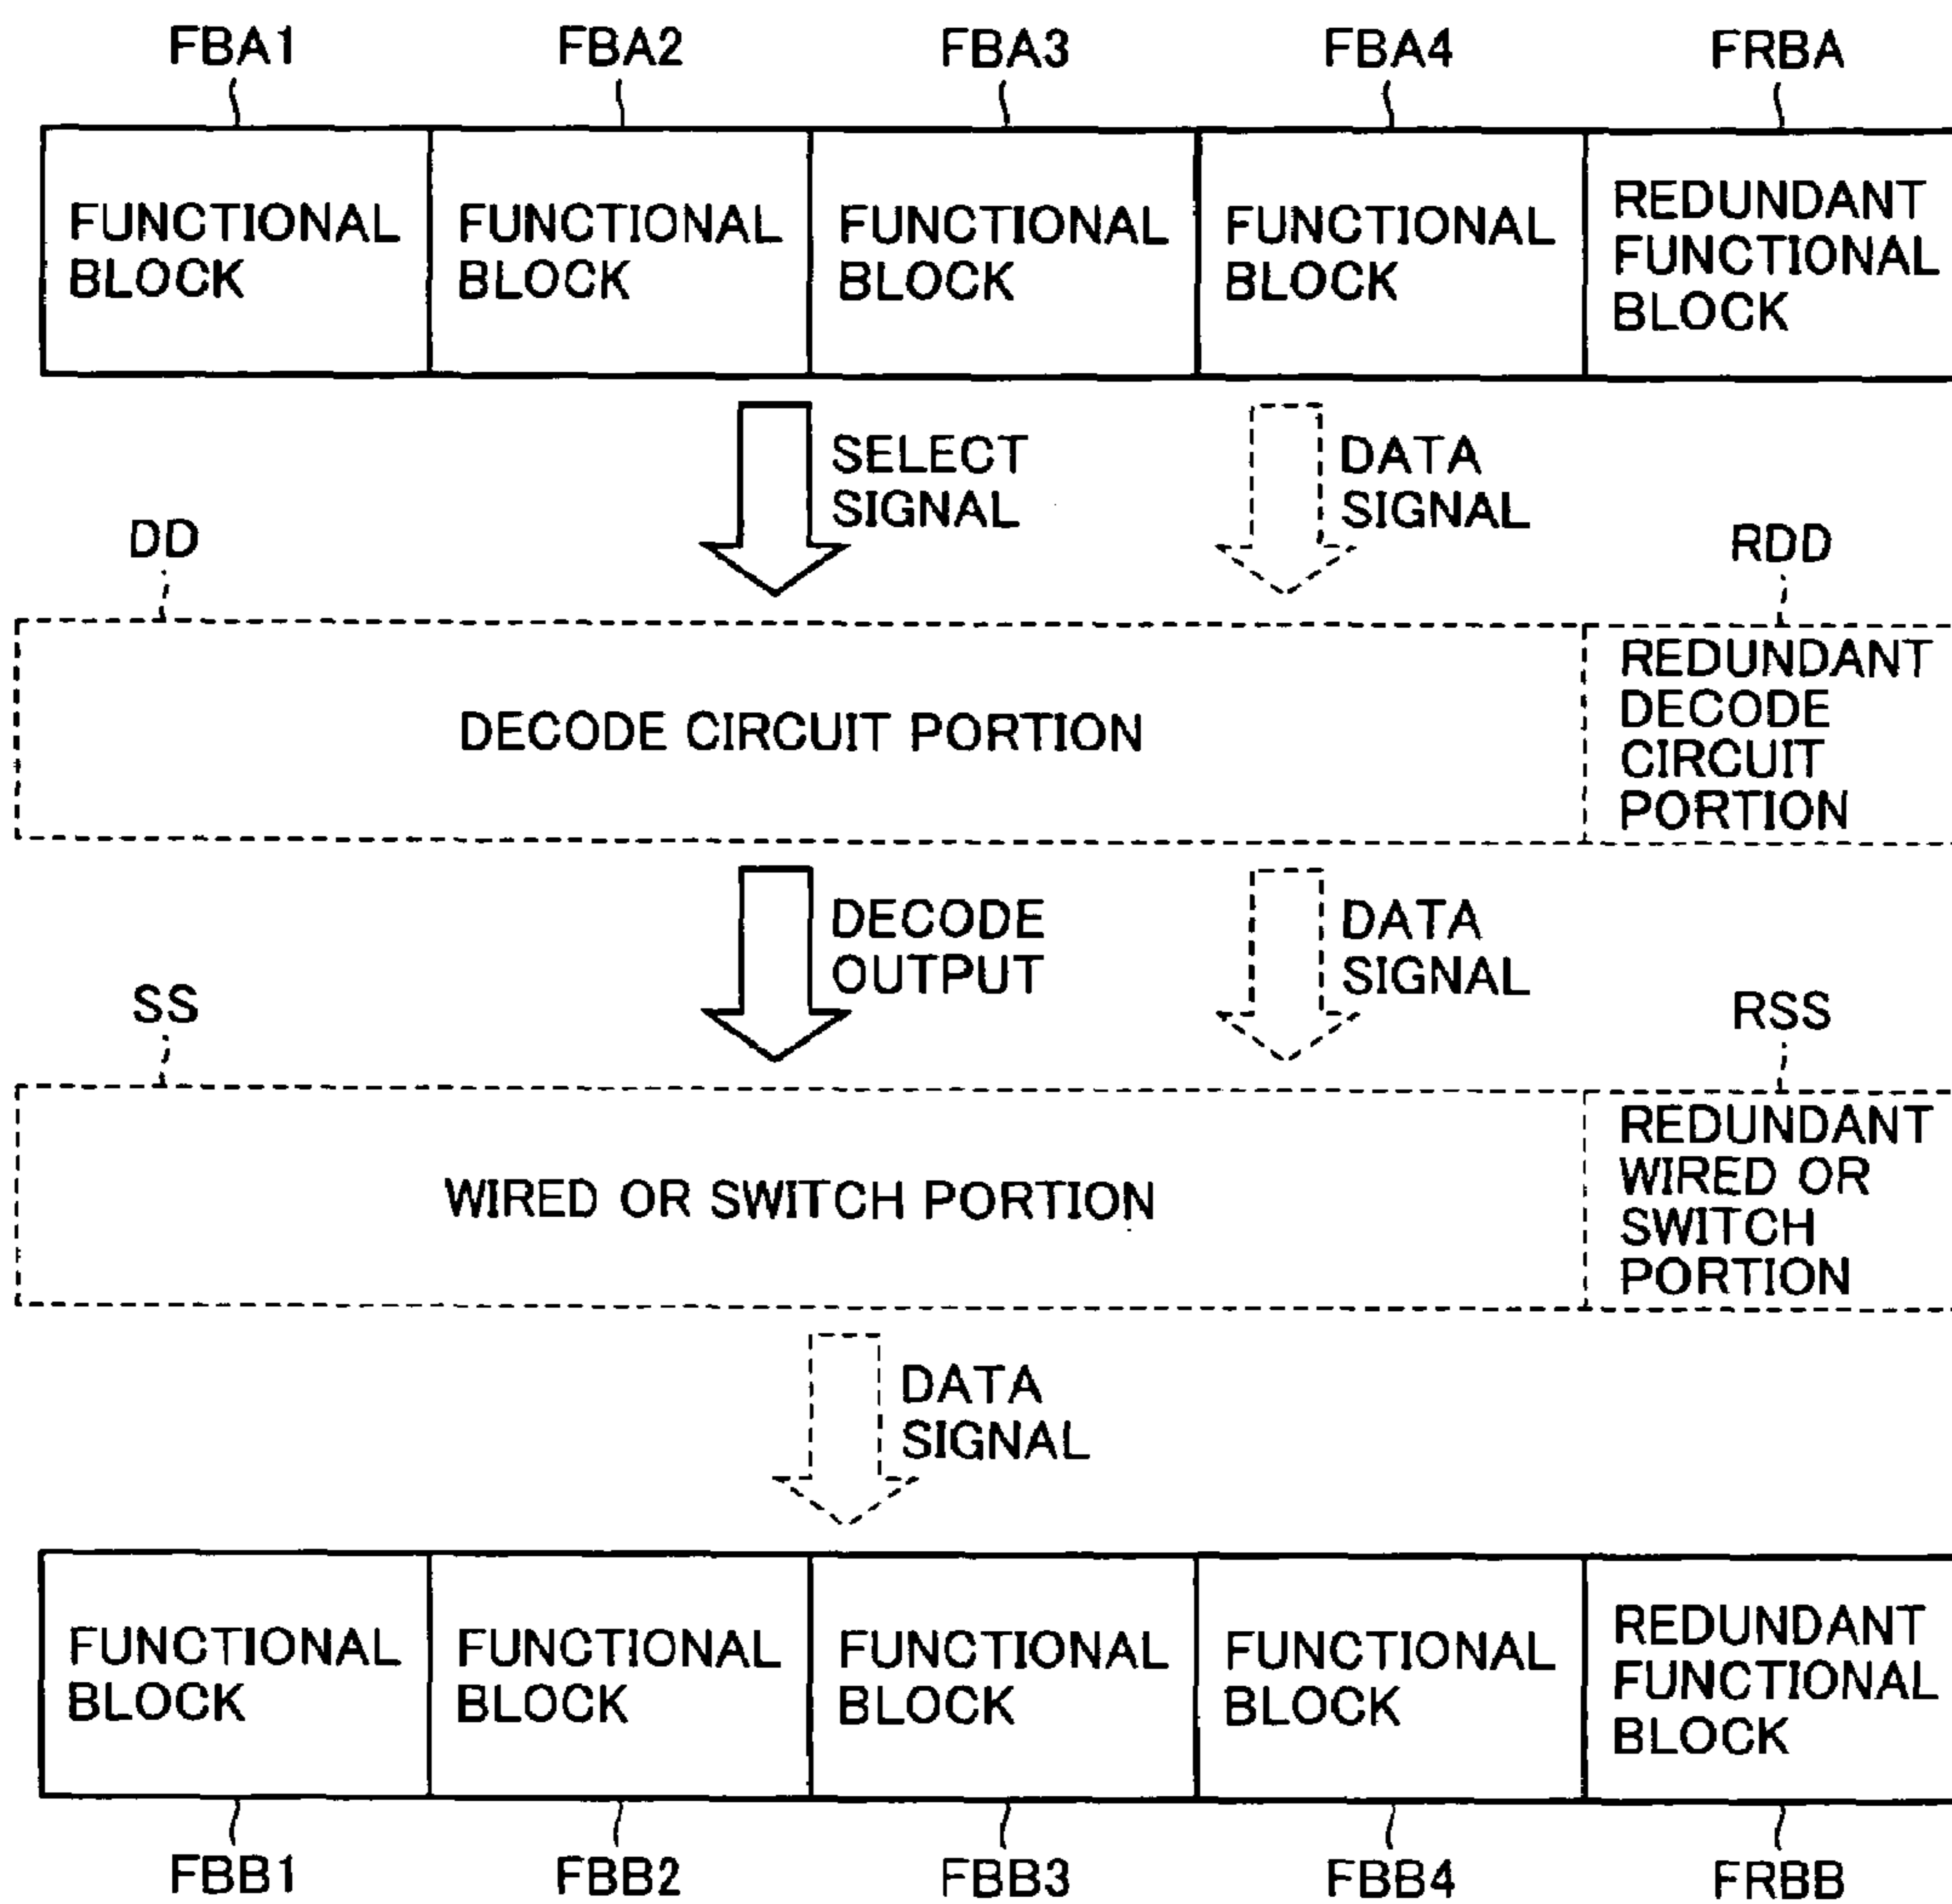 FBA1 FBA2 FBA3 FBA4 FRBA
FUNCTIONAL BLOCK
FUNCTIONAL BLOCK
FUNCTIONAL BLOCK
FUNCTIONAL BLOCK
REDUNDANT
FUNCTIONAL
BLOCK
SELECT
SIGNAL
DATA
SIGNAL
DD
RDD
DECODE CIRCUIT PORTION
REDUNDANT
DECODE
CIRCUIT
PORTION
DECODE
OUTPUT
DATA
SIGNAL
SS
RSS
WIRED OR SWITCH PORTION
REDUNDANT
WIRED OR
SWITCH
PORTION
DATA
SIGNAL
FUNCTIONAL
BLOCK
FUNCTIONAL
BLOCK
FUNCTIONAL
BLOCK
FUNCTIONAL
BLOCK
REDUNDANT
FUNCTIONAL
BLOCK
FBB1 FBB2 FBB3 FBB4 FRBB